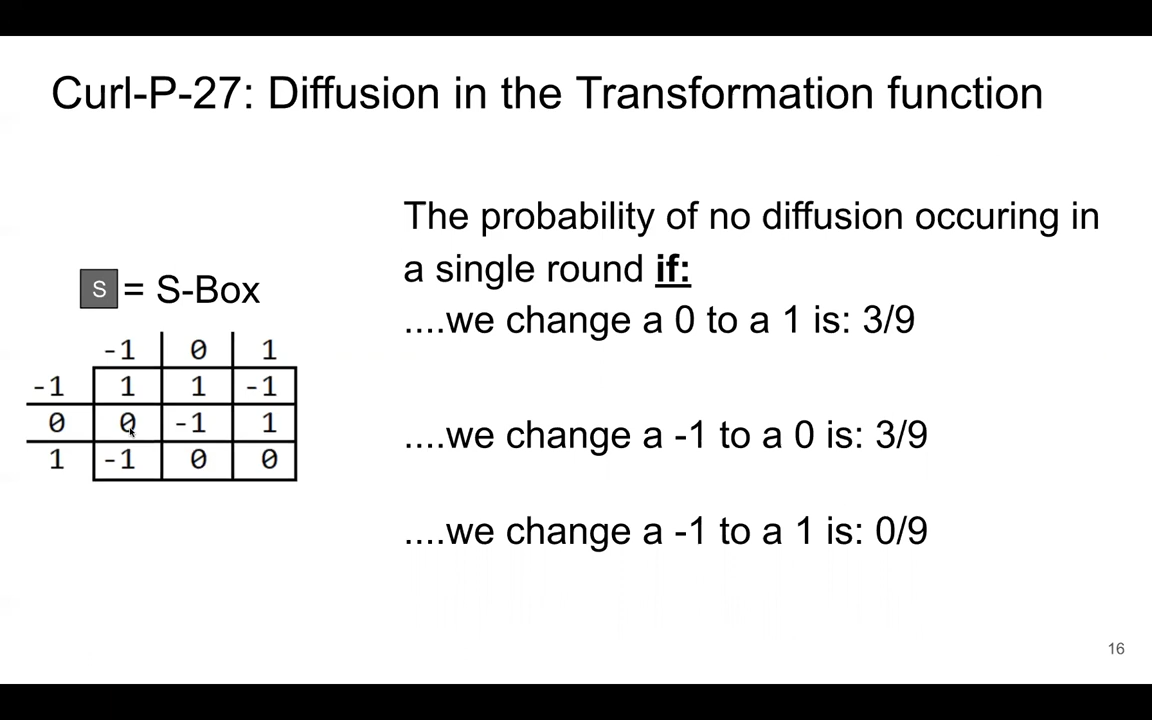 Curl-P-27: Diffusion in the Transformation function
The probability of no diffusion occuring in
a single round if:
....we change a 0 to a 1 is: 3/9
....we change a -1 to a 0 is: 3/9
....we change a -1 to a 1 is: 0/9
S = S-Box
-1 0 1
-1 1 1 -1
0 0 -1 1
1 -1 0 0
16